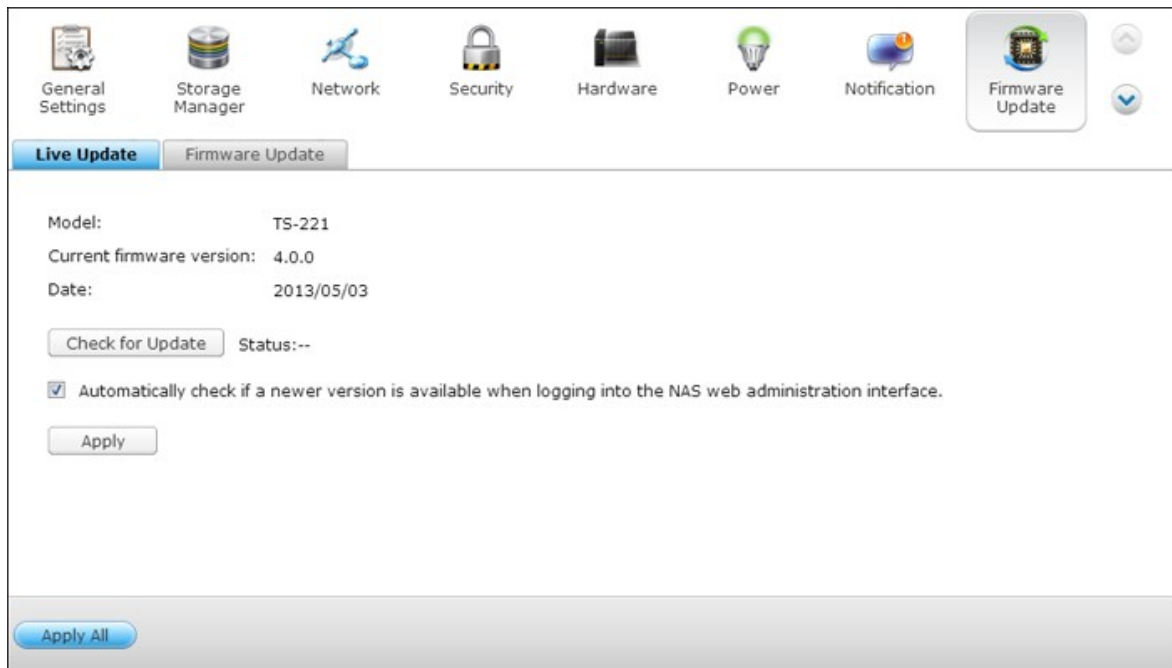 General Settings
Storage Manager
Network
Security
Hardware
Power
Notification
1
Firmware Update
Live Update
Firmware Update
Model: TS-221
Current firmware version: 4.0.0
Date: 2013/05/03
Check for Update Status:--
Automatically check if a newer version is available when logging into the NAS web administration interface.
Apply
Apply All